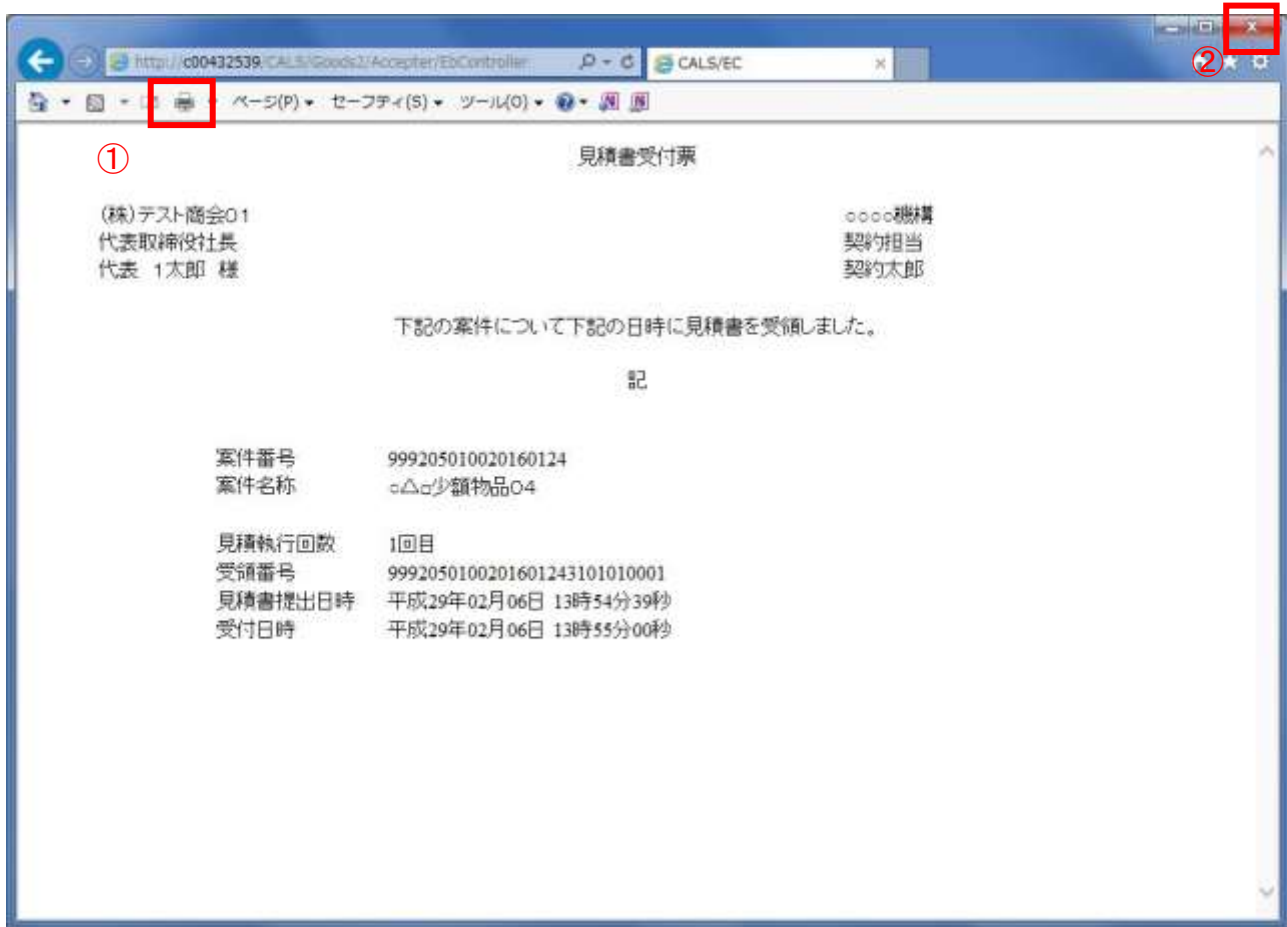 http://c00432539/CALS/Goods2/Accepter/EbController
CALS/EC
②
ページ(P) セーフティ(S) ツール(O)
①
見積書受付票
(株)テスト商会01
代表取締役社長
代表 1太郎 様
○○○○機構
契約担当
契約太郎
下記の案件について下記の日時に見積書を受領しました。
記
案件番号 999205010020160124
案件名称 ○△□少額物品04
見積執行回数 1回目
受領番号 9992050100201601243101010001
見積書提出日時 平成29年02月06日 13時54分39秒
受付日時 平成29年02月06日 13時55分00秒